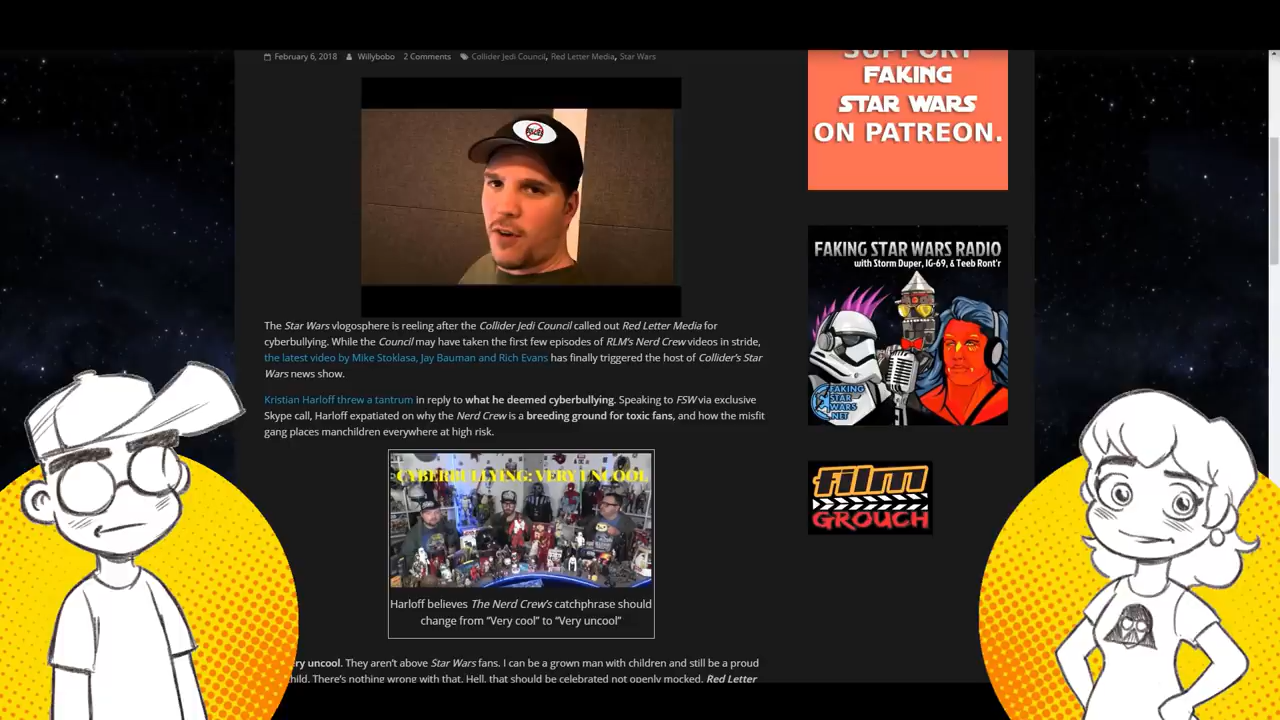 SUPPORT
FAKING
STAR WARS
ON PATREON.
February 6, 2018 Willybobo 2 Comments Collider Jedi Council, Red Letter Media, Star Wars
The Star Wars vlogosphere is reeling after the Collider Jedi Council called out Red Letter Media for
cyberbullying. While the Council may have taken the first few episodes of RLM's Nerd Crew videos in stride,
the latest video by Mike Stoklasa, Jay Bauman and Rich Evans has finally triggered the host of Collider's Star
Wars news show.
Kristian Harloff threw a tantrum in reply to what he deemed cyberbullying. Speaking to FSW via exclusive
Skype call, Harloff expatiated on why the Nerd Crew is a breeding ground for toxic fans, and how the misfit
gang places manchildren everywhere at high risk.
CYBERBULLYING: VERY UNCOOL
Harloff believes The Nerd Crew's catchphrase should
change from “Very cool” to “Very uncool”
ry uncool. They aren't above Star Wars fans. I can be a grown man with children and still be a proud
hild. There's nothing wrong with that. Hell, that should be celebrated not openly mocked. Red Letter
FAKING STAR WARS RADIO
with Storm Duper, IG-69, & Teeb Ront'r
FAKING
STAR WARS
.NET
film
GROUCH